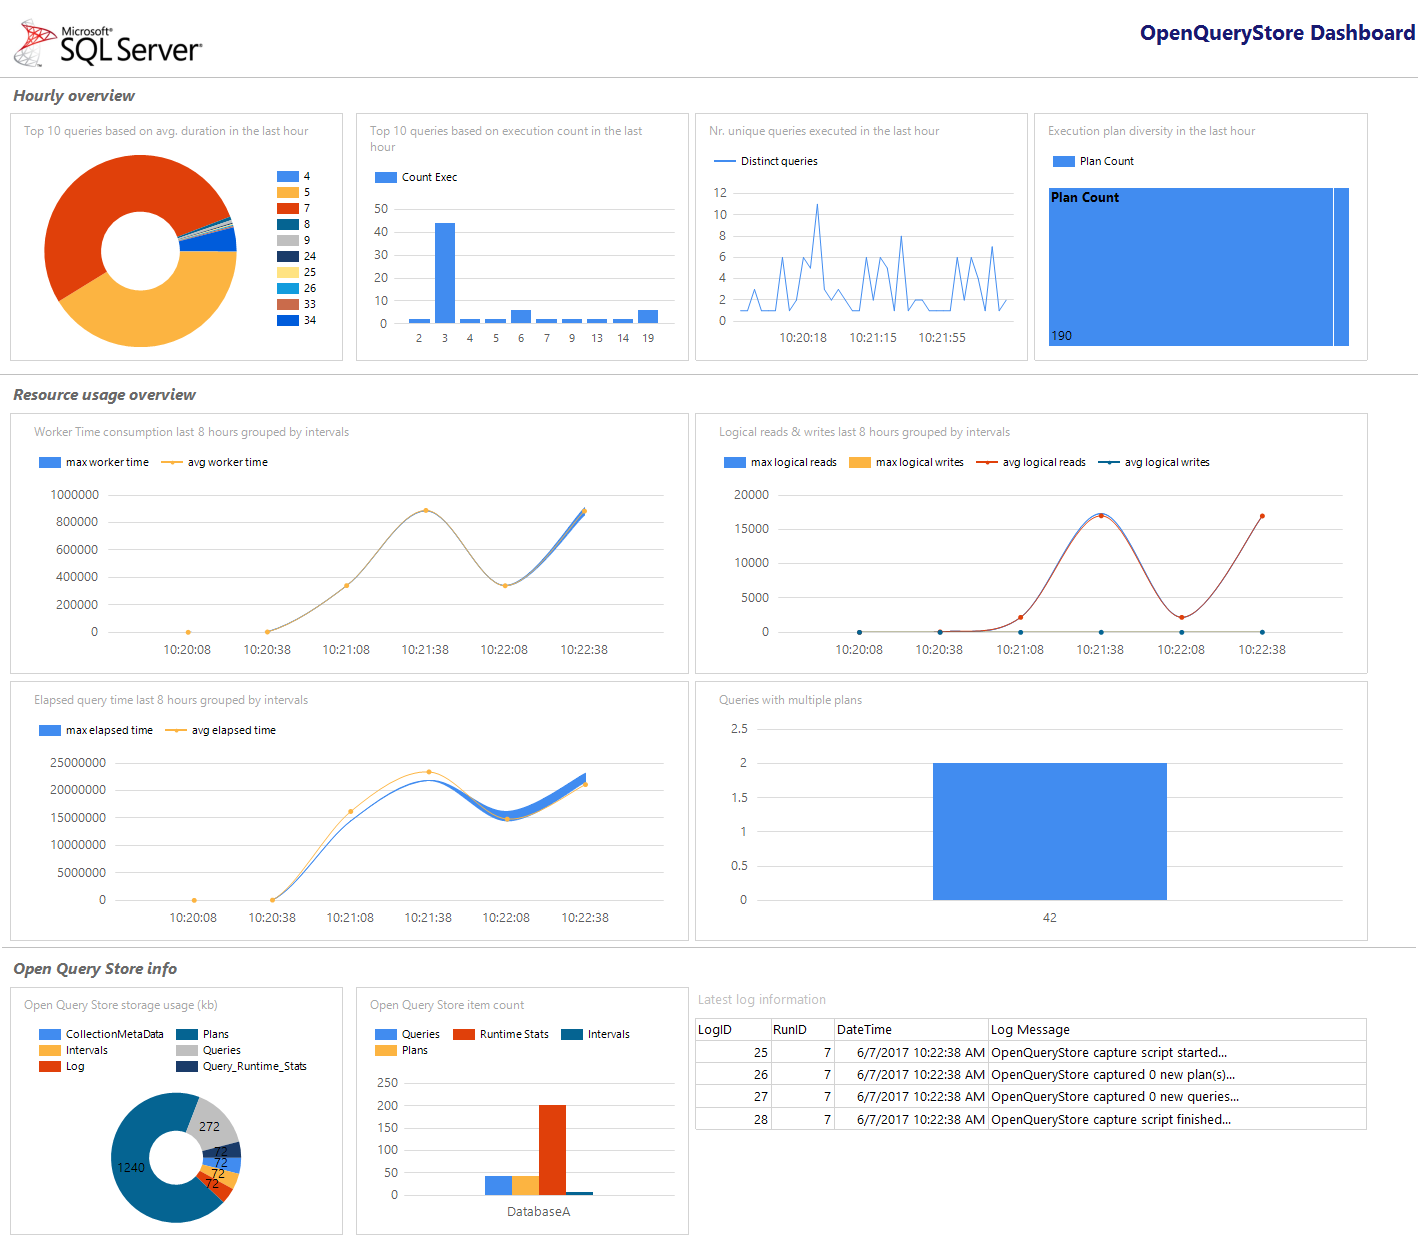 Microsoft®
SQL Server®
OpenQueryStore Dashboard
Hourly overview
Top 10 queries based on avg. duration in the last hour
4
5
7
8
9
24
25
26
33
34
Top 10 queries based on execution count in the last
hour
Count Exec
50
40
30
20
10
0
2 3 4 5 6 7 9 13 14 19
Nr. unique queries executed in the last hour
Distinct queries
12
10
8
6
4
2
0
10:20:18 10:21:15 10:21:55
Execution plan diversity in the last hour
Plan Count
Plan Count
190
Resource usage overview
Worker Time consumption last 8 hours grouped by intervals
max worker time avg worker time
1000000
800000
600000
400000
200000
0
10:20:08 10:20:38 10:21:08 10:21:38 10:22:08 10:22:38
Logical reads & writes last 8 hours grouped by intervals
max logical reads max logical writes avg logical reads avg logical writes
20000
15000
10000
5000
0
10:20:08 10:20:38 10:21:08 10:21:38 10:22:08 10:22:38
Elapsed query time last 8 hours grouped by intervals
max elapsed time avg elapsed time
25000000
20000000
15000000
10000000
5000000
0
10:20:08 10:20:38 10:21:08 10:21:38 10:22:08 10:22:38
Queries with multiple plans
2.5
2
1.5
1
0.5
0
42
Open Query Store info
Open Query Store storage usage (kb)
CollectionMetaData Plans
Intervals Queries
Log Query_Runtime_Stats
272
72
72
72
72
1240
Open Query Store item count
Queries Runtime Stats Intervals
Plans
250
200
150
100
50
0
DatabaseA
Latest log information
LogID RunID DateTime Log Message
25 7 6/7/2017 10:22:38 AM OpenQueryStore capture script started...
26 7 6/7/2017 10:22:38 AM OpenQueryStore captured 0 new plan(s)...
27 7 6/7/2017 10:22:38 AM OpenQueryStore captured 0 new queries...
28 7 6/7/2017 10:22:38 AM OpenQueryStore capture script finished...